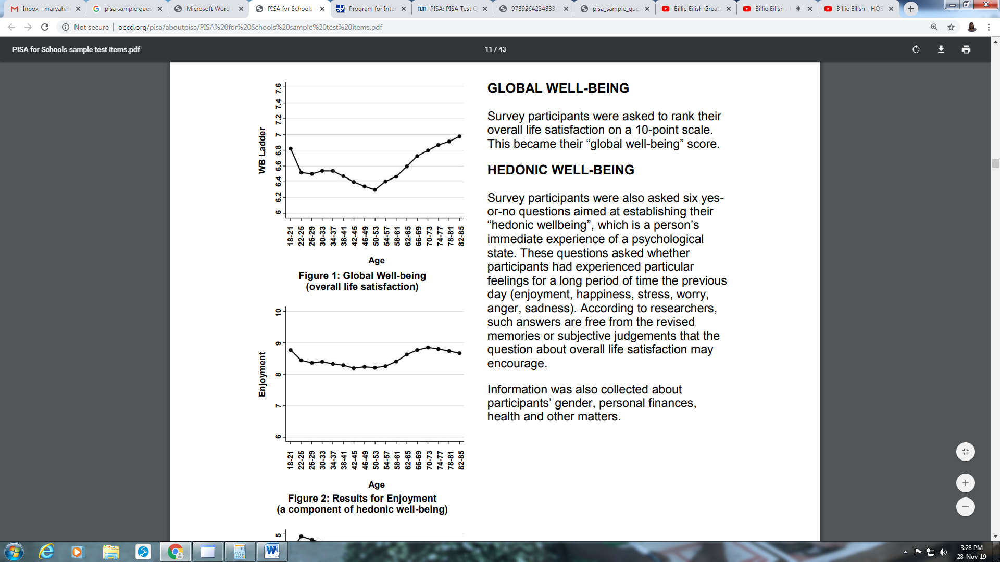 Inbox - maryah.h
pisa sample ques
Microsoft Word -
PISA for Schools
Program for Inter
TUM
PISA: PISA Test Q
9789264234833-
pisa_sample_que
Billie Eilish Greate
Billie Eilish -
Billie Eilish - HOS
Not secure
oecd.org/pisa/aboutpisa/PISA%20for%20Schools%20sample%20test%20items.pdf
PISA for Schools sample test items.pdf
11 / 43
WB Ladder
7.6
7.4
7.2
7
6.8
6.6
6.4
6.2
6
18-21 22-25 26-29 30-33 34-37 38-41 42-45 46-49 50-53 54-57 58-61 62-65 66-69 70-73 74-77 78-81 82-85
Age
Figure 1: Global Well-being
(overall life satisfaction)
Enjoyment
10
9
8
7
6
18-21 22-25 26-29 30-33 34-37 38-41 42-45 46-49 50-53 54-57 58-61 62-65 66-69 70-73 74-77 78-81 82-85
Age
Figure 2: Results for Enjoyment
(a component of hedonic well-being)
5
GLOBAL WELL-BEING
Survey participants were asked to rank their
overall life satisfaction on a 10-point scale.
This became their “global well-being” score.
HEDONIC WELL-BEING
Survey participants were also asked six yes-
or-no questions aimed at establishing their
“hedonic wellbeing”, which is a person’s
immediate experience of a psychological
state. These questions asked whether
participants had experienced particular
feelings for a long period of time the previous
day (enjoyment, happiness, stress, worry,
anger, sadness). According to researchers,
such answers are free from the revised
memories or subjective judgements that the
question about overall life satisfaction may
encourage.
Information was also collected about
participants’ gender, personal finances,
health and other matters.
3:28 PM
28-Nov-19